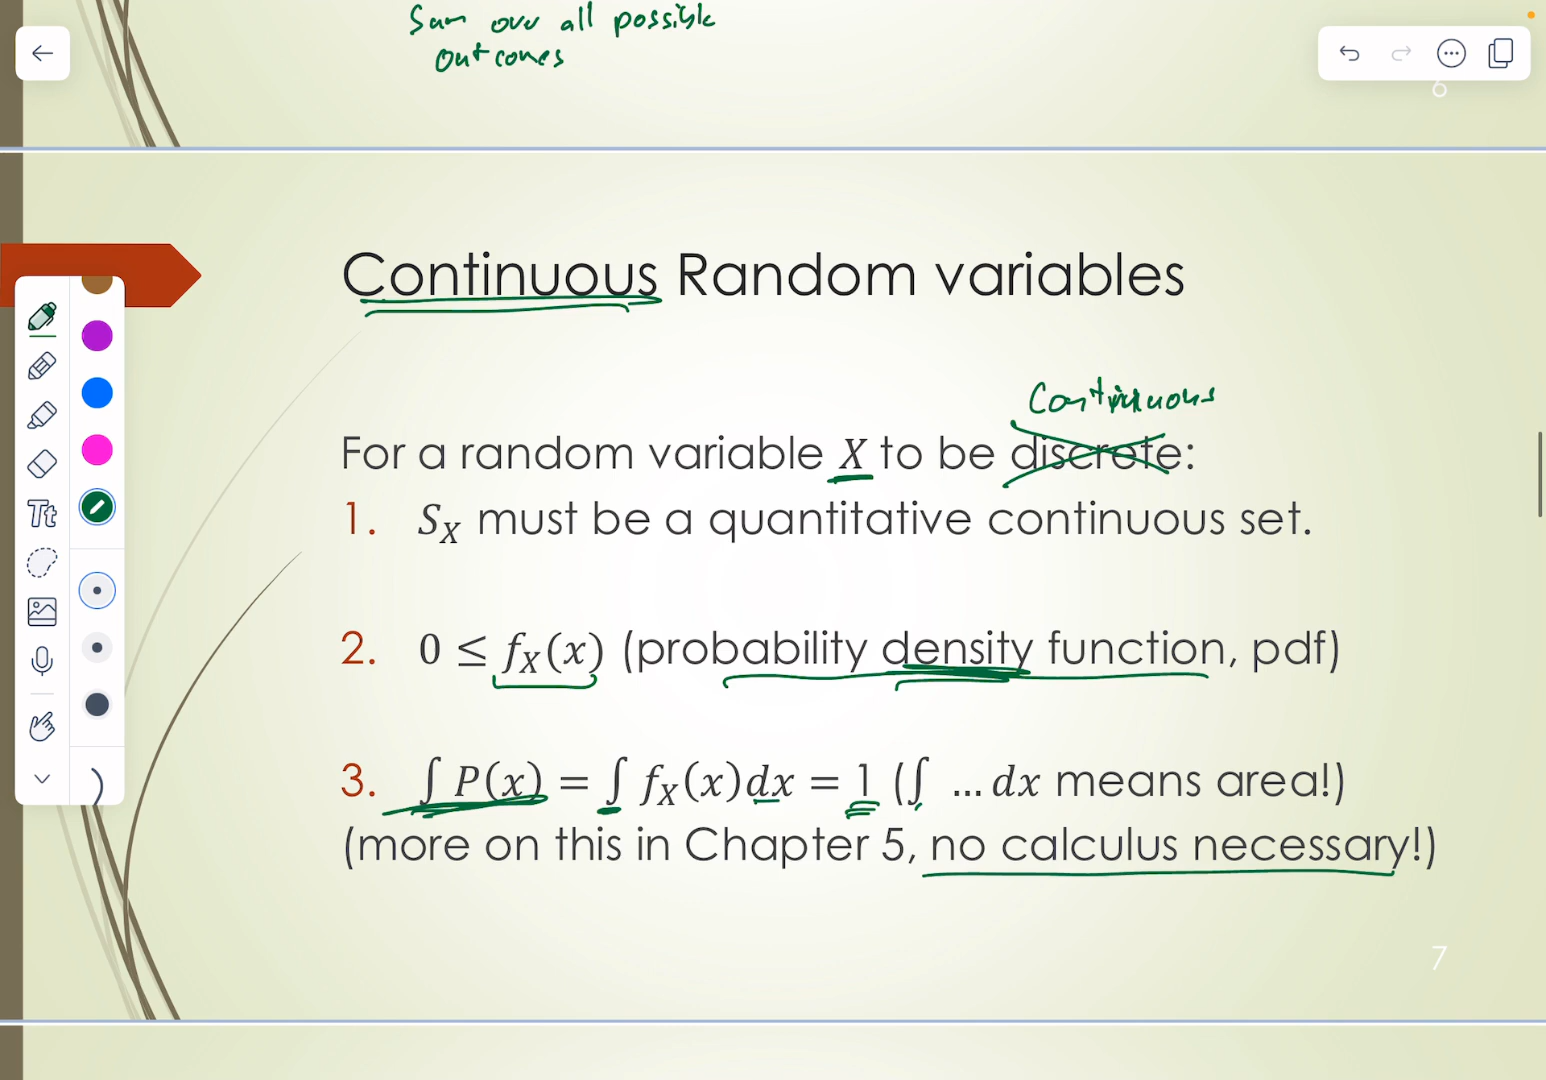 Sum over all possible
outcomes
6
Continuous Random variables
Continuous
For a random variable X to be discrete:
1. S_X must be a quantitative continuous set.
2. 0 ≤ f_X(x) (probability density function, pdf)
3. ∫ P(x) = ∫ f_X(x)dx = 1 (∫ ... dx means area!)
(more on this in Chapter 5, no calculus necessary!)
7
Tt